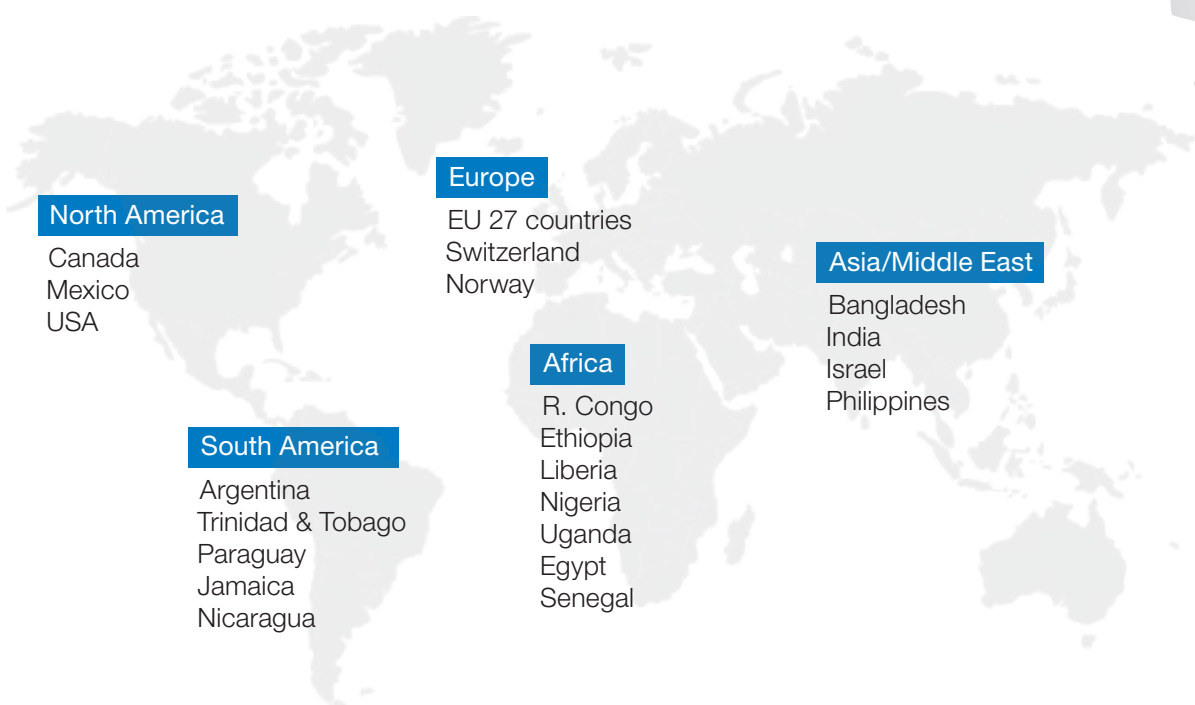 North America
Canada
Mexico
USA
South America
Argentina
Trinidad & Tobago
Paraguay
Jamaica
Nicaragua
Europe
EU 27 countries
Switzerland
Norway
Africa
R. Congo
Ethiopia
Liberia
Nigeria
Uganda
Egypt
Senegal
Asia/Middle East
Bangladesh
India
Israel
Philippines